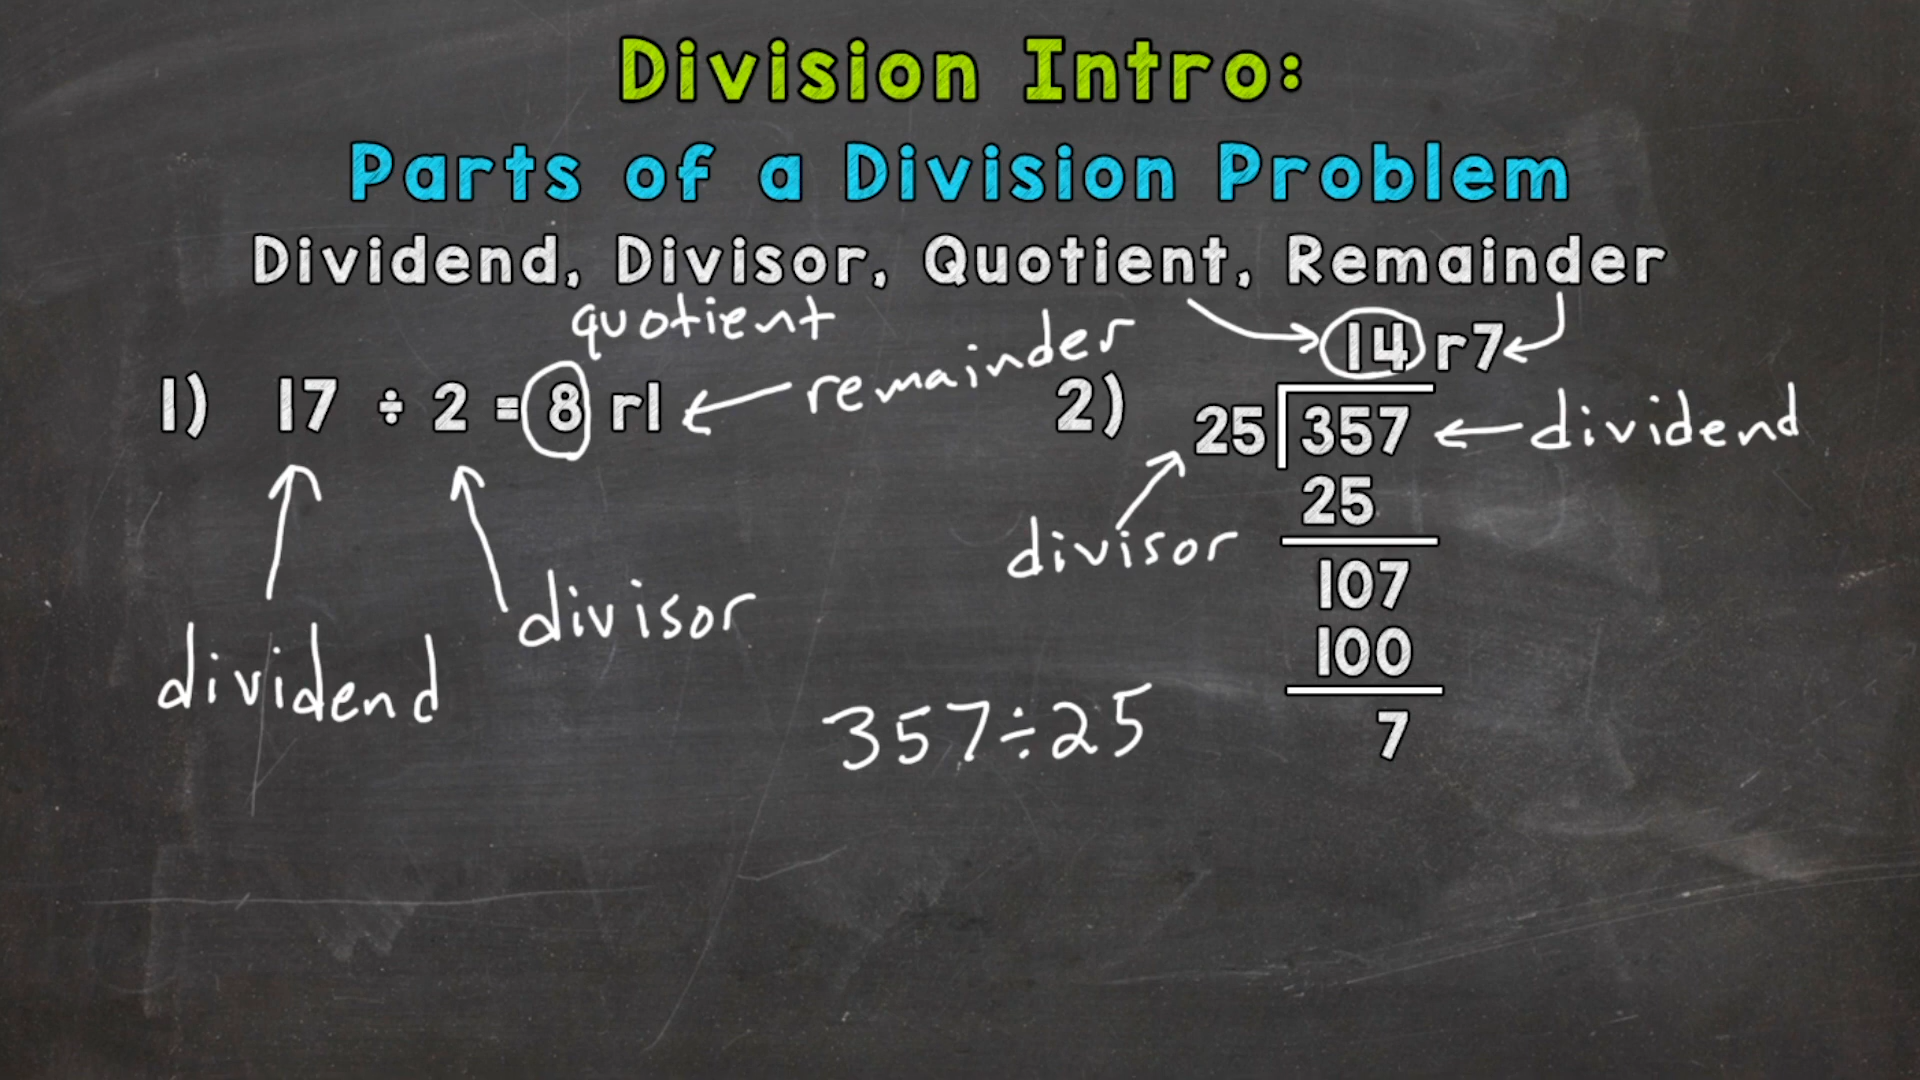 Division Intro:
Parts of a Division Problem
Dividend, Divisor, Quotient, Remainder
quotient
1) 17 ÷ 2 = 8 r1
remainder
dividend
divisor
2)
14 r7
25 357
dividend
divisor
25
107
100
7
357÷25